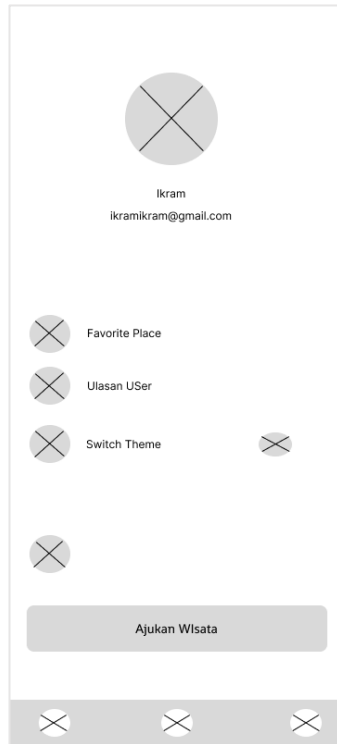 Ikram
ikramikram@gmail.com
Favorite Place
Ulasan USer
Switch Theme
Ajukan WIsata